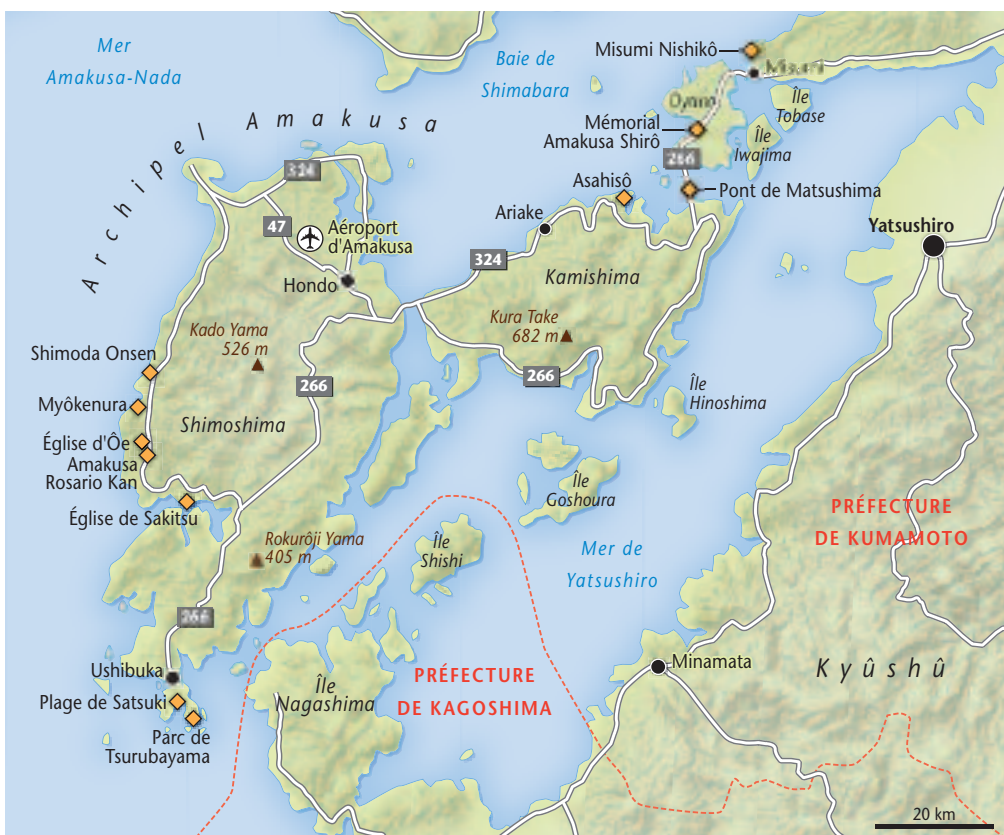 Mer
Amakusa-Nada
Baie de
Shimabara
Misumi Nishikô
Île
Tobase
Archipel Amakusa
Mémorial
Amakusa Shirô
Île
Iwajima
Asahisô
Pont de Matsushima
Ariake
Yatsushiro
47
Aéroport
d'Amakusa
324
Hondo
Kamishima
Kado Yama
526 m
Kura Take
682 m
Shimoda Onsen
266
266
Île
Hinoshima
Myôkenura
Shimoshima
Église d'Ôe
Amakusa
Rosario Kan
Île
Goshoura
Église de Sakitsu
PRÉFECTURE
DE KUMAMOTO
Rokurôji Yama
405 m
Île
Shishi
Mer de
Yatsushiro
Ushibuka
Minamata
Kyûshû
Plage de Satsuki
Île
Nagashima
PRÉFECTURE
DE KAGOSHIMA
Parc de
Tsurubayama
20 km